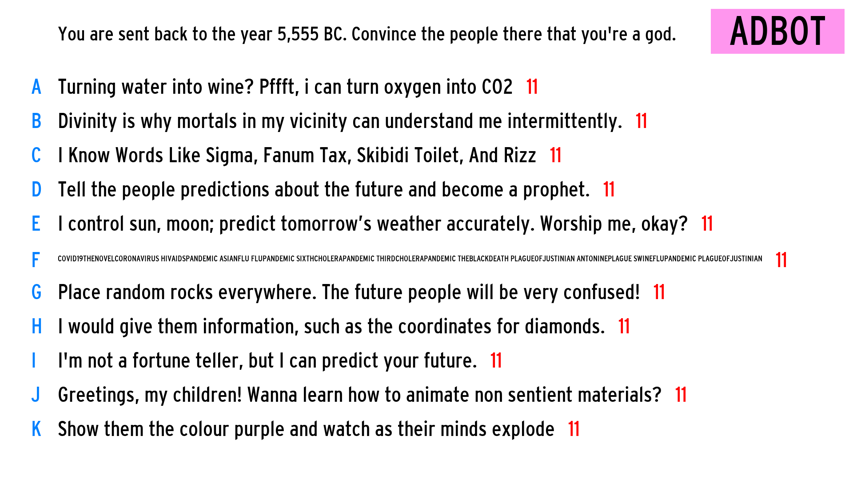 You are sent back to the year 5,555 BC. Convince the people there that you're a god.
ADBOT
A Turning water into wine? Pffft, i can turn oxygen into CO2 11
B Divinity is why mortals in my vicinity can understand me intermittently. 11
C I Know Words Like Sigma, Fanum Tax, Skibidi Toilet, And Rizz 11
D Tell the people predictions about the future and become a prophet. 11
E I control sun, moon; predict tomorrow’s weather accurately. Worship me, okay? 11
F COVID19THENOVELCORONAVIRUS HIVAIDSPANDEMIC ASIANFLU FLUPANDEMIC SIXTHCHOLERAPANDEMIC THIRDCHOLERAPANDEMIC THEBLACKDEATH PLAGUEOFJUSTINIAN ANTONINEPLAGUE SWINEFLUPANDEMIC PLAGUEOFJUSTINIAN 11
G Place random rocks everywhere. The future people will be very confused! 11
H I would give them information, such as the coordinates for diamonds. 11
I I'm not a fortune teller, but I can predict your future. 11
J Greetings, my children! Wanna learn how to animate non sentient materials? 11
K Show them the colour purple and watch as their minds explode 11